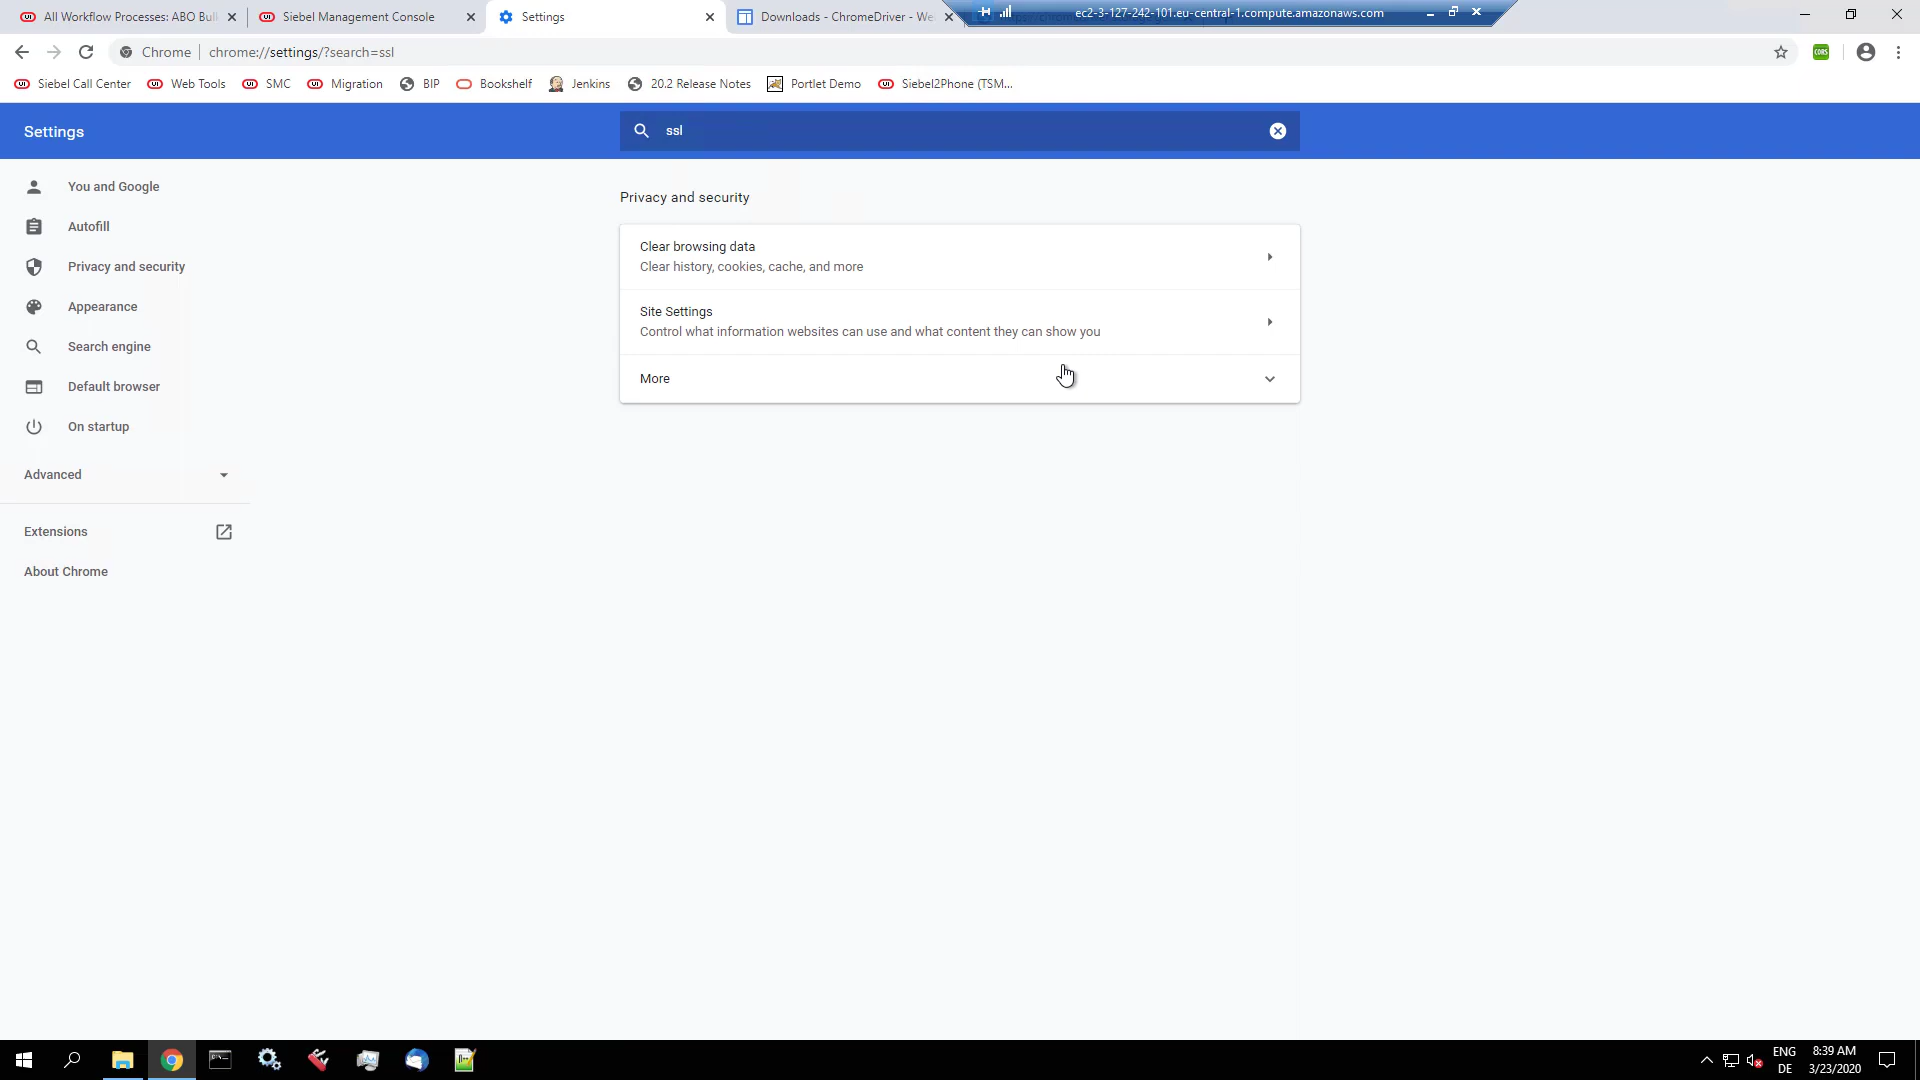 All Workflow Processes: ABO Bul
Siebel Management Console
Settings
Downloads - ChromeDriver - We
ec2-3-127-242-101.eu-central-1.compute.amazonaws.com
Chrome
chrome://settings/?search=ssl
CORS
Siebel Call Center
Web Tools
SMC
Migration
BIP
Bookshelf
Jenkins
20.2 Release Notes
Portlet Demo
Siebel2Phone (TSM...
Settings
ssl
You and Google
Autofill
Privacy and security
Appearance
Search engine
Default browser
On startup
Advanced
Extensions
About Chrome
Privacy and security
Clear browsing data
Clear history, cookies, cache, and more
Site Settings
Control what information websites can use and what content they can show you
More
ENG
DE
8:39 AM
3/23/2020